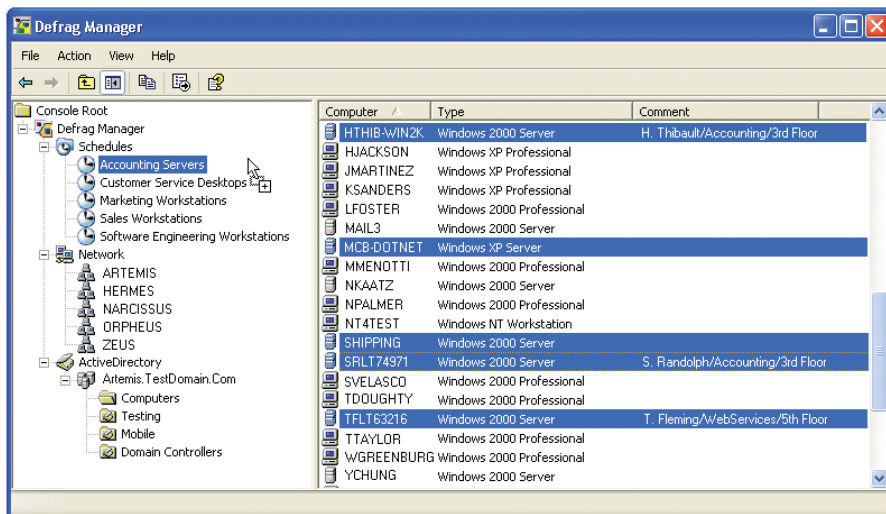 Defrag Manager
File Action View Help
Console Root
Defrag Manager
Schedules
Accounting Servers
Customer Service Desktops
Marketing Workstations
Sales Workstations
Software Engineering Workstations
Network
ARTEMIS
HERMES
NARCISSUS
ORPHEUS
ZEUS
ActiveDirectory
Artemis.TestDomain.Com
Computers
Testing
Mobile
Domain Controllers
Computer Type Comment
HTHIB-WIN2K Windows 2000 Server H. Thibault/Accounting/3rd Floor
HJACKSON Windows XP Professional
JMARTINEZ Windows XP Professional
KSANDERS Windows XP Professional
LFOSTER Windows 2000 Professional
MAIL3 Windows 2000 Server
MCB-DOTNET Windows XP Server
MMENOTTI Windows 2000 Professional
NKAATZ Windows 2000 Server
NPALMER Windows 2000 Professional
NT4TEST Windows NT Workstation
SHIPPING Windows 2000 Server
SRLT74971 Windows 2000 Server S. Randolph/Accounting/3rd Floor
SVELASCO Windows 2000 Professional
TDOUGHTY Windows 2000 Professional
TFLT63216 Windows 2000 Server T. Fleming/WebServices/5th Floor
TTAYLOR Windows 2000 Professional
WGREENBURG Windows 2000 Professional
YCHUNG Windows 2000 Server